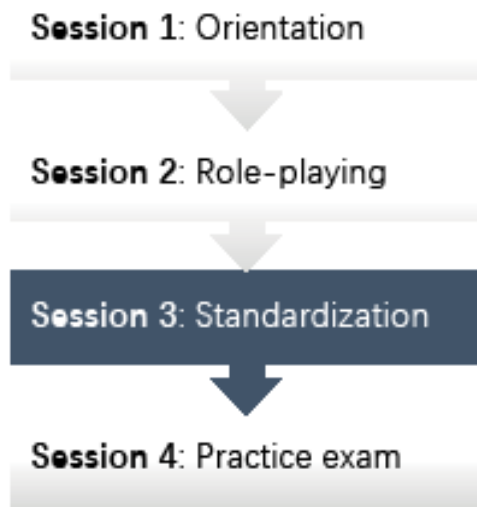 Session 1: Orientation
Session 2: Role-playing
Session 3: Standardization
Session 4: Practice exam